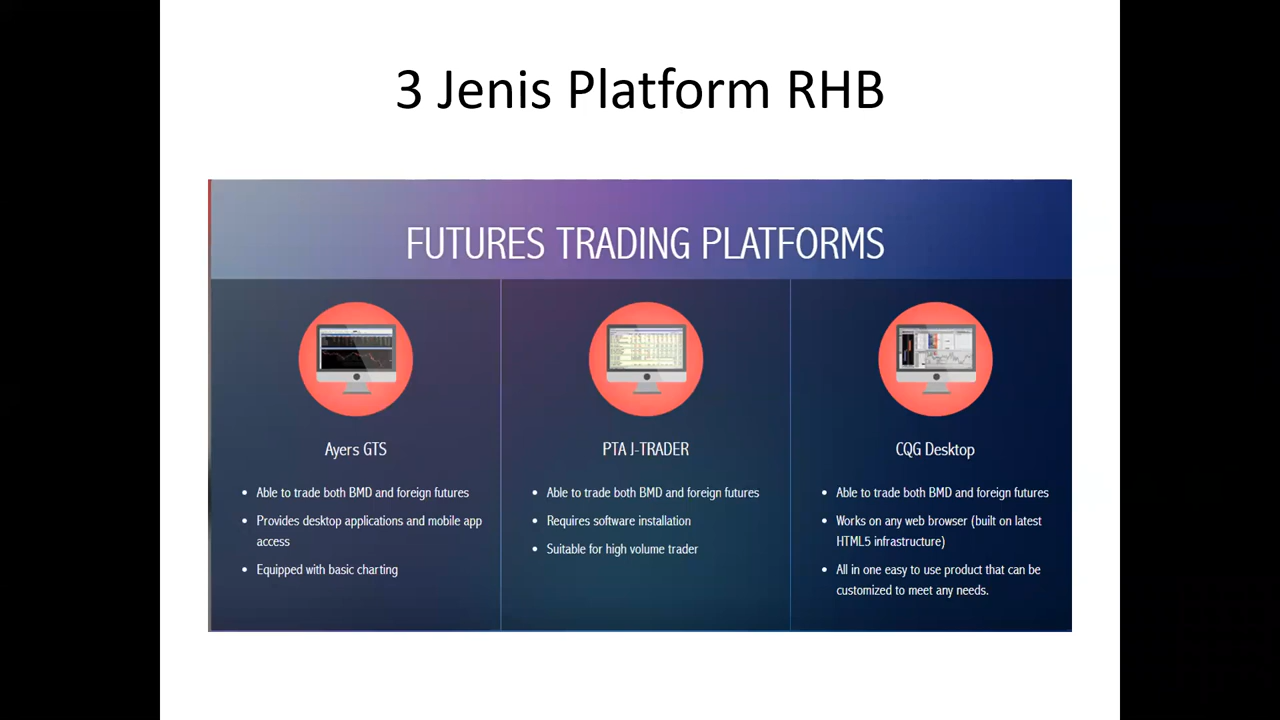 3 Jenis Platform RHB
FUTURES TRADING PLATFORMS
Ayers GTS
• Able to trade both BMD and foreign futures
• Provides desktop applications and mobile app
access
• Equipped with basic charting
PTA J-TRADER
• Able to trade both BMD and foreign futures
• Requires software installation
• Suitable for high volume trader
CQG Desktop
• Able to trade both BMD and foreign futures
• Works on any web browser (built on latest
HTML5 infrastructure)
• All in one easy to use product that can be
customized to meet any needs.